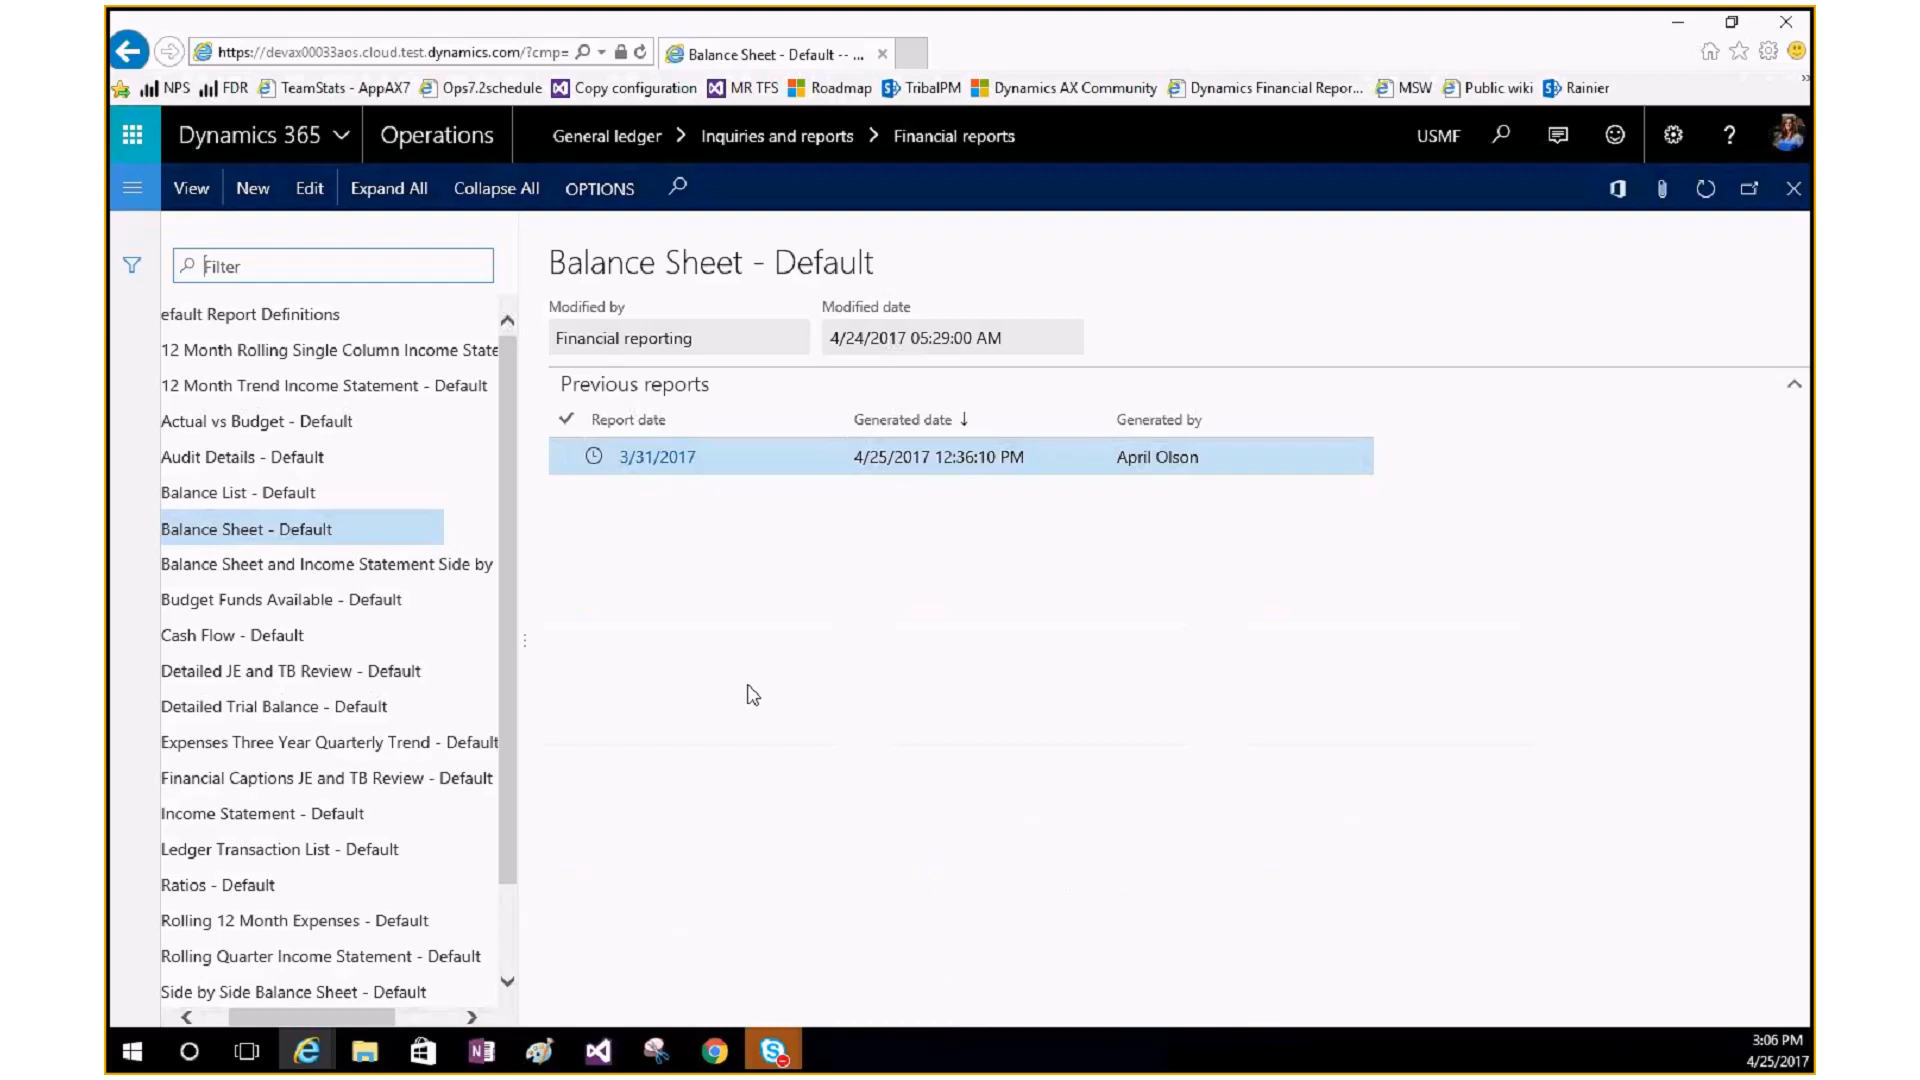 https://devax00033aos.cloud.test.dynamics.com/?cmp=
Balance Sheet - Default -- ...
NPS FDR TeamStats - AppAX7 Ops7.2schedule Copy configuration MR TFS Roadmap TribalPM Dynamics AX Community Dynamics Financial Repor... MSW Public wiki Rainier
Dynamics 365 Operations General ledger > Inquiries and reports > Financial reports USMF ?
View New Edit Expand All Collapse All OPTIONS
Filter
efault Report Definitions
12 Month Rolling Single Column Income State
12 Month Trend Income Statement - Default
Actual vs Budget - Default
Audit Details - Default
Balance List - Default
Balance Sheet - Default
Balance Sheet and Income Statement Side by
Budget Funds Available - Default
Cash Flow - Default
Detailed JE and TB Review - Default
Detailed Trial Balance - Default
Expenses Three Year Quarterly Trend - Default
Financial Captions JE and TB Review - Default
Income Statement - Default
Ledger Transaction List - Default
Ratios - Default
Rolling 12 Month Expenses - Default
Rolling Quarter Income Statement - Default
Side by Side Balance Sheet - Default
Balance Sheet - Default
Modified by Modified date
Financial reporting 4/24/2017 05:29:00 AM
Previous reports
Report date Generated date ↓ Generated by
3/31/2017 4/25/2017 12:36:10 PM April Olson
3:06 PM
4/25/2017